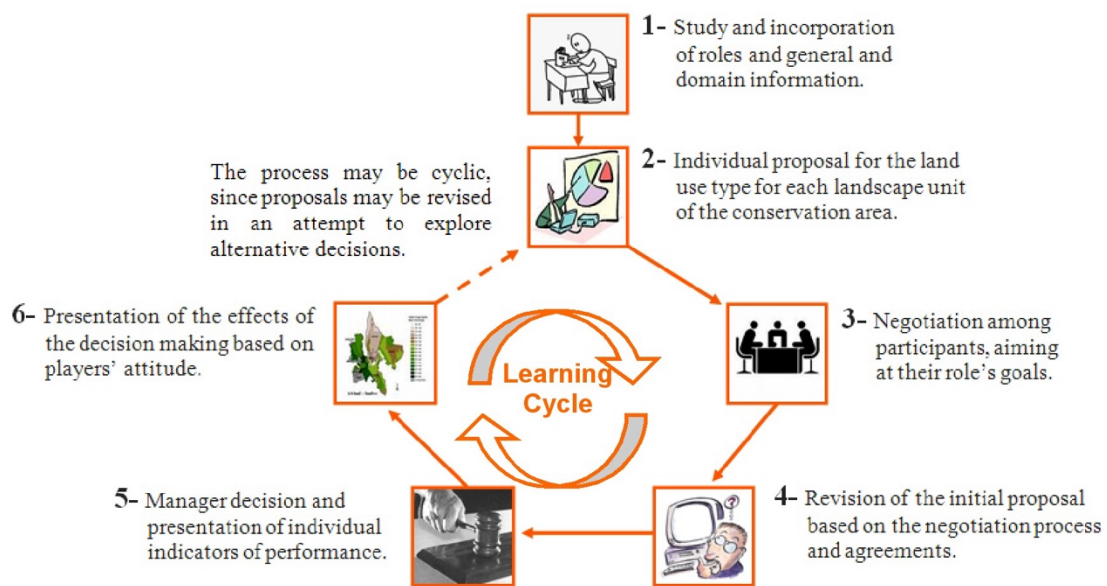 1- Study and incorporation
of roles and general and
domain information.
2- Individual proposal for the land
use type for each landscape unit
of the conservation area.
The process may be cyclic,
since proposals may be revised
in an attempt to explore
alternative decisions.
3- Negotiation among
participants, aiming
at their role's goals.
Learning
Cycle
4- Revision of the initial proposal
based on the negotiation process
and agreements.
?
5- Manager decision and
presentation of individual
indicators of performance.
6- Presentation of the effects of
the decision making based on
players' attitude.